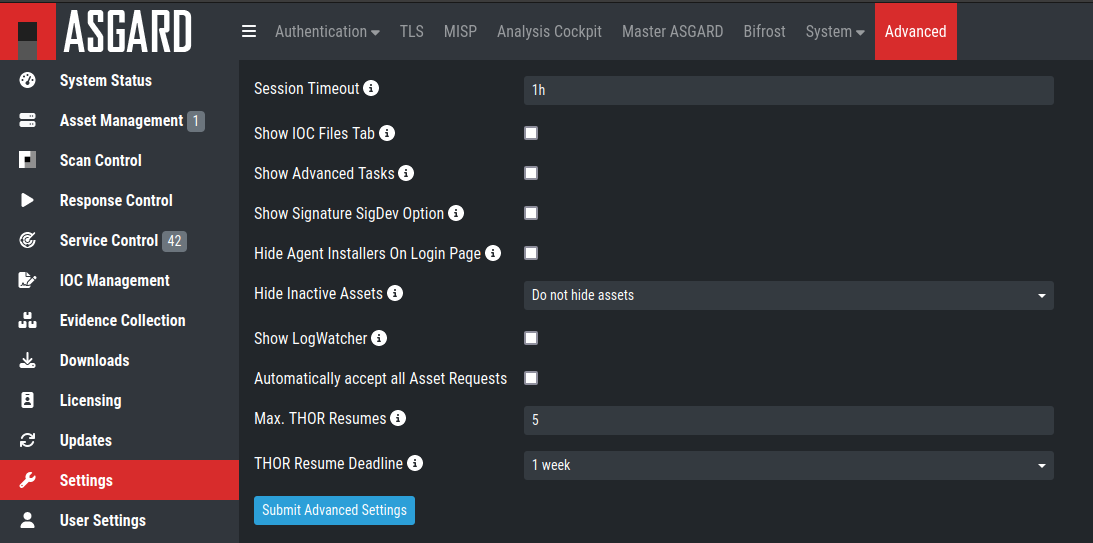 ASGARD
Authentication TLS MISP Analysis Cockpit Master ASGARD Bifrost System Advanced
System Status
Asset Management 1
Scan Control
Response Control
Service Control 42
IOC Management
Evidence Collection
Downloads
Licensing
Updates
Settings
User Settings
Session Timeout 1h
Show IOC Files Tab
Show Advanced Tasks
Show Signature SigDev Option
Hide Agent Installers On Login Page
Hide Inactive Assets Do not hide assets
Show LogWatcher
Automatically accept all Asset Requests
Max. THOR Resumes 5
THOR Resume Deadline 1 week
Submit Advanced Settings